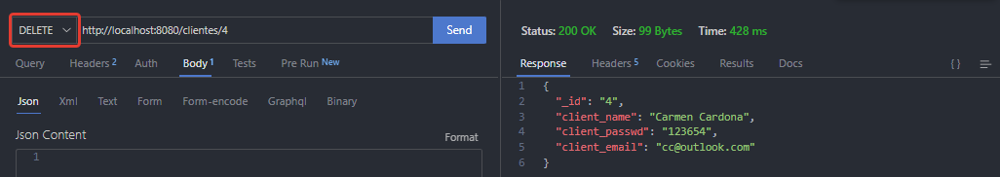 DELETE http://localhost:8080/clientes/4 Send
Query Headers 2 Auth Body 1 Tests Pre Run New
Json Xml Text Form Form-encode Graphql Binary
Json Content Format
1
Status: 200 OK Size: 99 Bytes Time: 428 ms
Response Headers 5 Cookies Results Docs { }
1 {
2 "_id": "4",
3 "client_name": "Carmen Cardona",
4 "client_passwd": "123654",
5 "client_email": "cc@outlook.com"
6 }